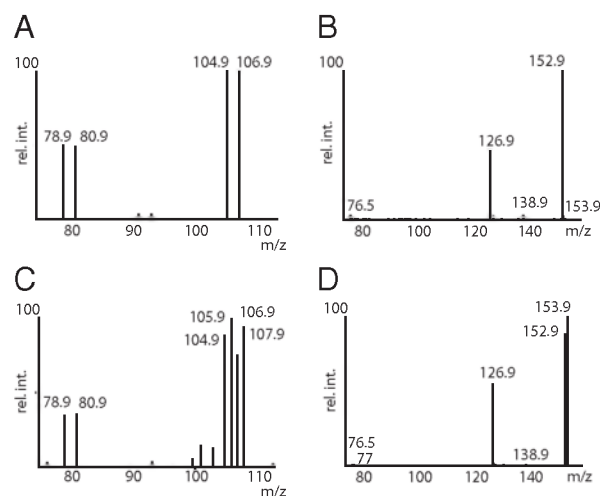 A
100
104.9 106.9
78.9 80.9
rel. int.
80 90 100 110
m/z
B
100
152.9
126.9
76.5
138.9
153.9
rel. int.
80 100 120 140
m/z
C
100
105.9 106.9
104.9 107.9
78.9 80.9
rel. int.
80 90 100 110
m/z
D
100
153.9
152.9
126.9
76.5
77
138.9
rel. int.
80 100 120 140 m/z